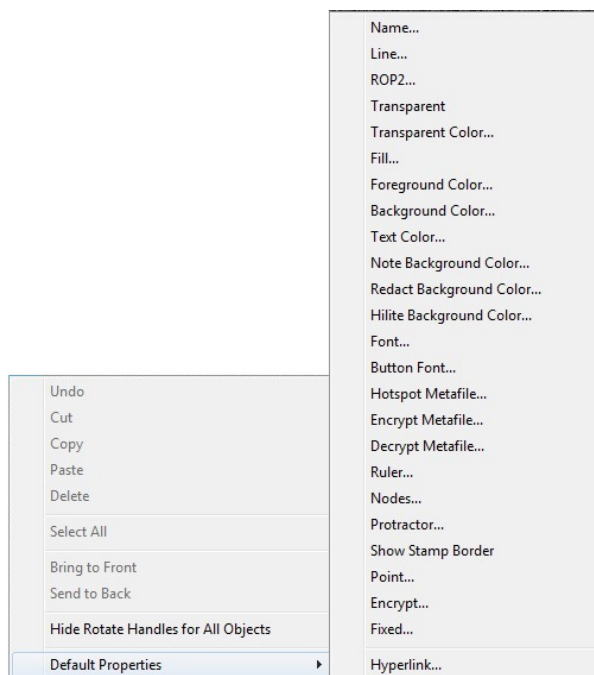 Name...
Line...
ROP2...
Transparent
Transparent Color...
Fill...
Foreground Color...
Background Color...
Text Color...
Note Background Color...
Redact Background Color...
Hilite Background Color...
Font...
Button Font...
Hotspot Metafile...
Encrypt Metafile...
Decrypt Metafile...
Ruler...
Nodes...
Protractor...
Show Stamp Border
Point...
Encrypt...
Fixed...
Hyperlink...
Undo
Cut
Copy
Paste
Delete
Select All
Bring to Front
Send to Back
Hide Rotate Handles for All Objects
Default Properties